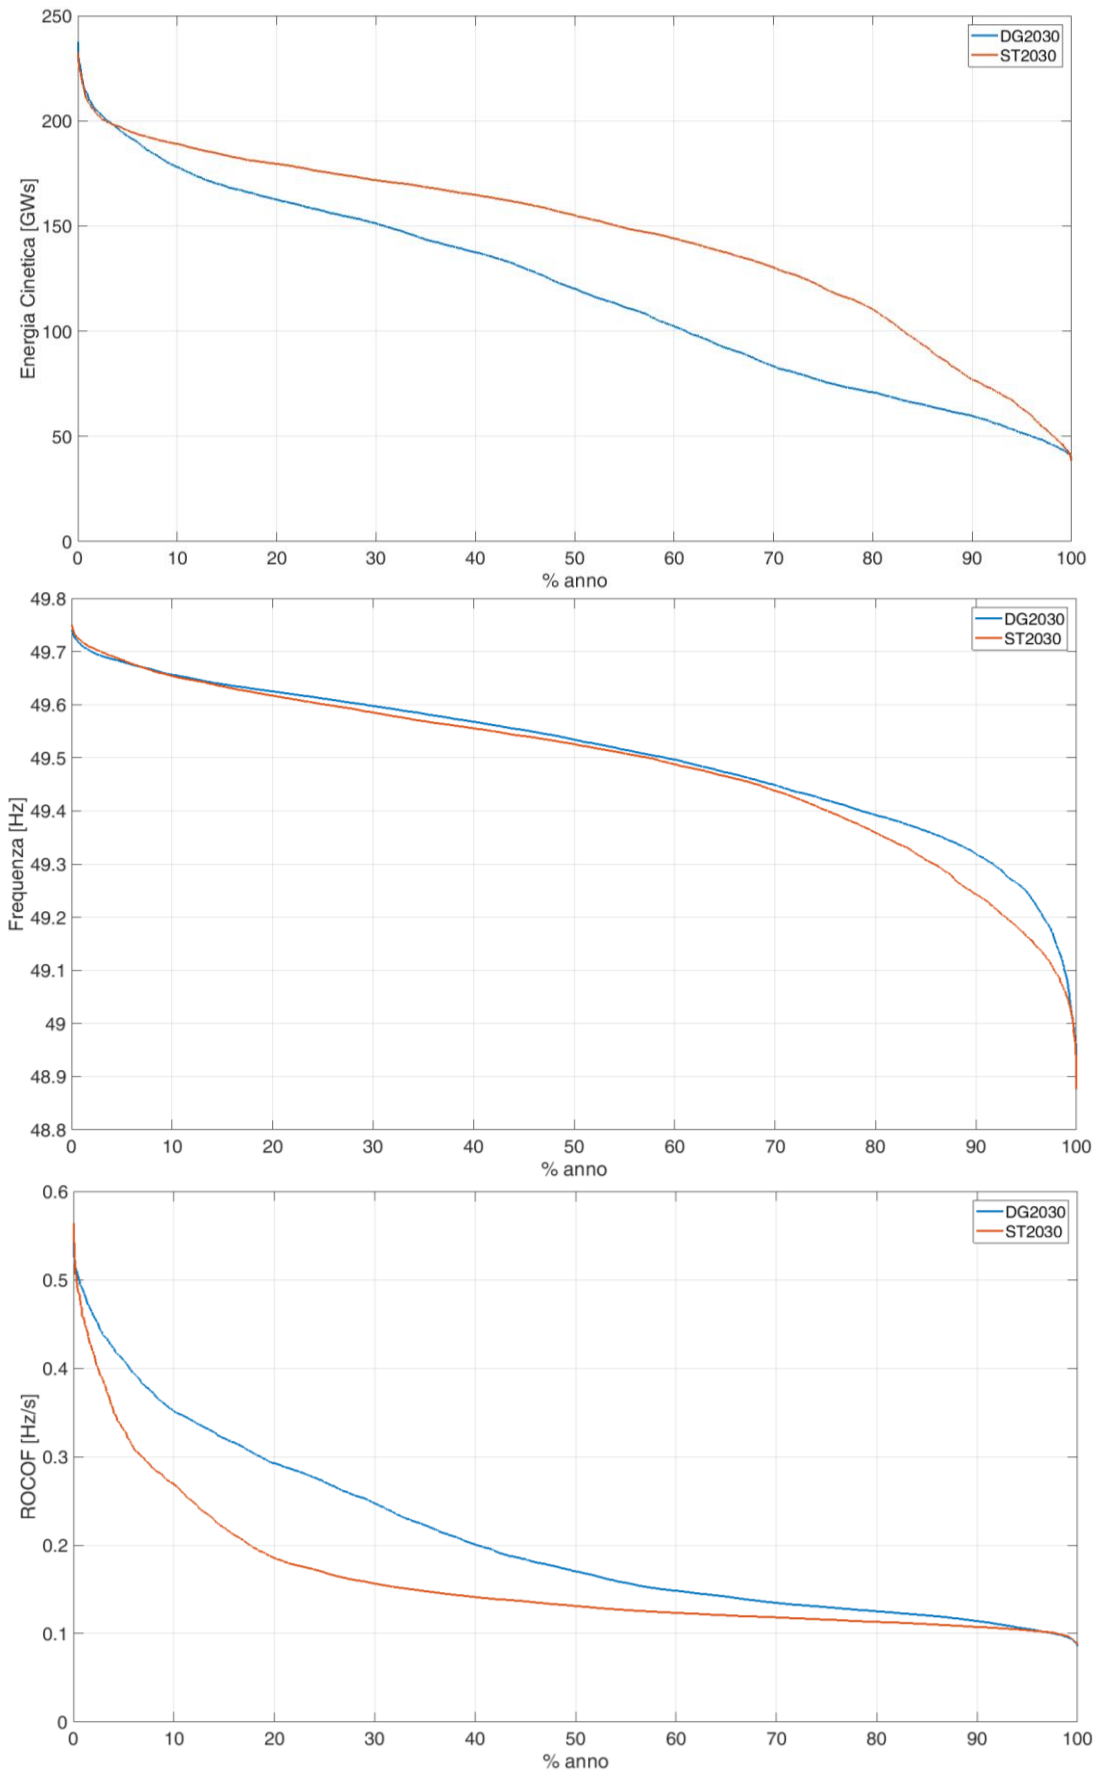 250
200
150
100
50
0
Energia Cinetica [GWs]
DG2030
ST2030
0 10 20 30 40 50 60 70 80 90 100
% anno
49.8
49.7
49.6
49.5
49.4
49.3
49.2
49.1
49
48.9
48.8
Frequenza [Hz]
DG2030
ST2030
0 10 20 30 40 50 60 70 80 90 100
% anno
0.6
0.5
0.4
0.3
0.2
0.1
0
ROCOF [Hz/s]
DG2030
ST2030
0 10 20 30 40 50 60 70 80 90 100
% anno